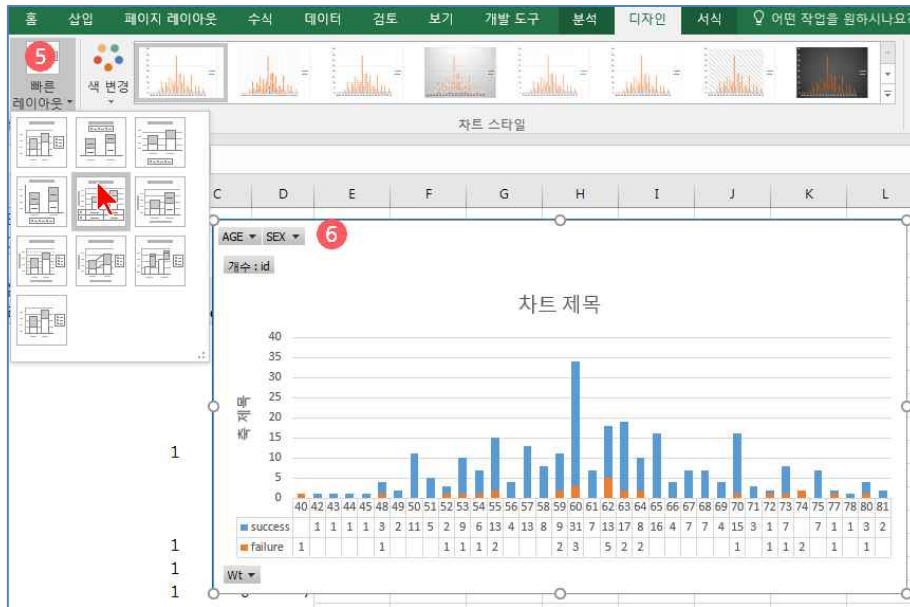 홈 삽입 페이지 레이아웃 수식 데이터 검토 보기 개발 도구 분석 디자인 서식 어떤 작업을 원하시나요?
5
빠른
레이아웃
색 변경
차트 스타일
C D E F G H I J K L
AGE SEX 6
개수 : id
차트 제목
40
35
30
25
20
15
10
5
0
축 제목
40 42 43 44 45 48 49 50 51 52 53 54 55 56 57 58 59 60 61 62 63 64 65 66 67 68 69 70 71 72 73 74 75 77 78 80 81
success 1 1 1 1 3 2 11 5 2 9 6 13 4 13 8 9 31 7 13 17 8 16 4 7 7 4 15 3 1 7 7 1 1 3 2
failure 1 1 1 1 1 2 2 3 5 2 2 1 1 1 2 1 1
Wt
1
1
1
1